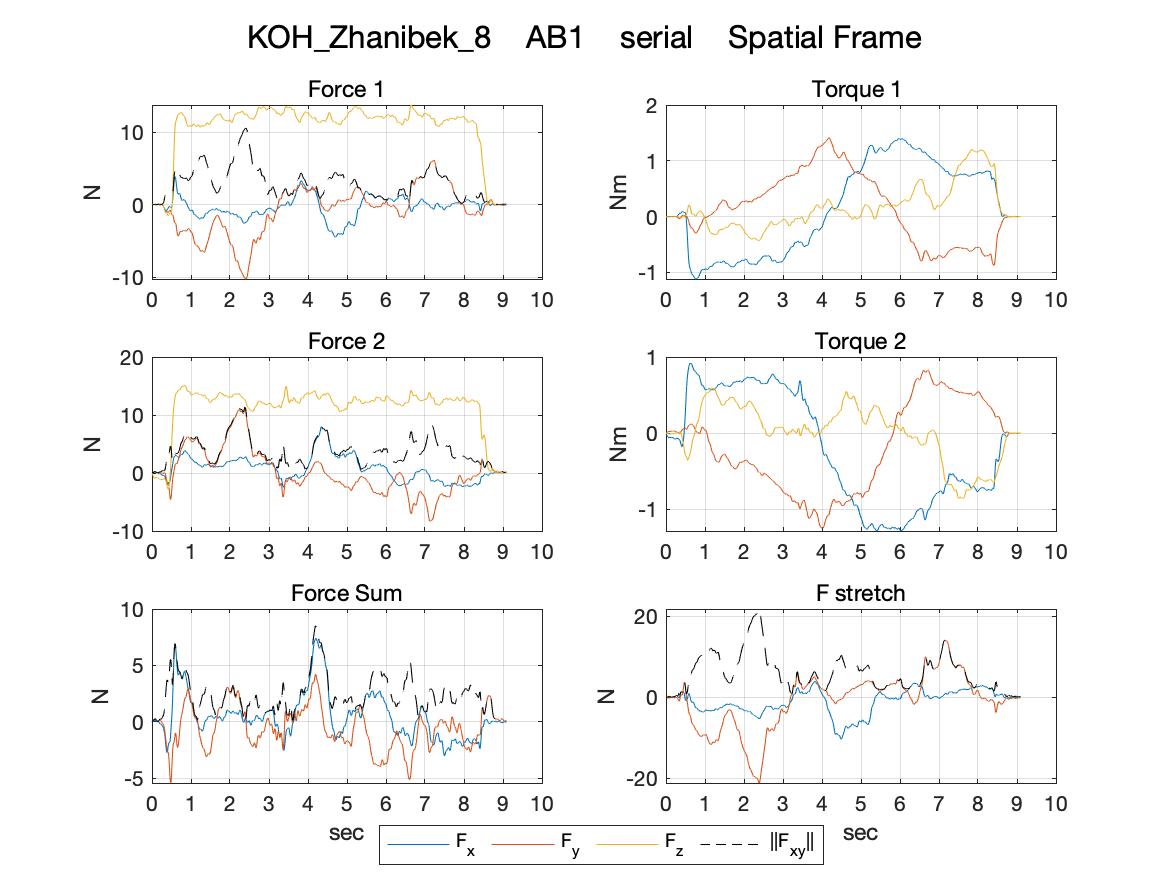 KOH_Zhanibek_8 AB1 serial Spatial Frame
Force 1
N
10
0
-10
0 1 2 3 4 5 6 7 8 9 10
Torque 1
Nm
2
1
0
-1
0 1 2 3 4 5 6 7 8 9 10
Force 2
N
20
10
0
-10
0 1 2 3 4 5 6 7 8 9 10
Torque 2
Nm
1
0
-1
0 1 2 3 4 5 6 7 8 9 10
Force Sum
N
10
5
0
-5
0 1 2 3 4 5 6 7 8 9 10
sec
F stretch
N
20
0
-20
0 1 2 3 4 5 6 7 8 9 10
sec
F_x F_y F_z ||F_xy||